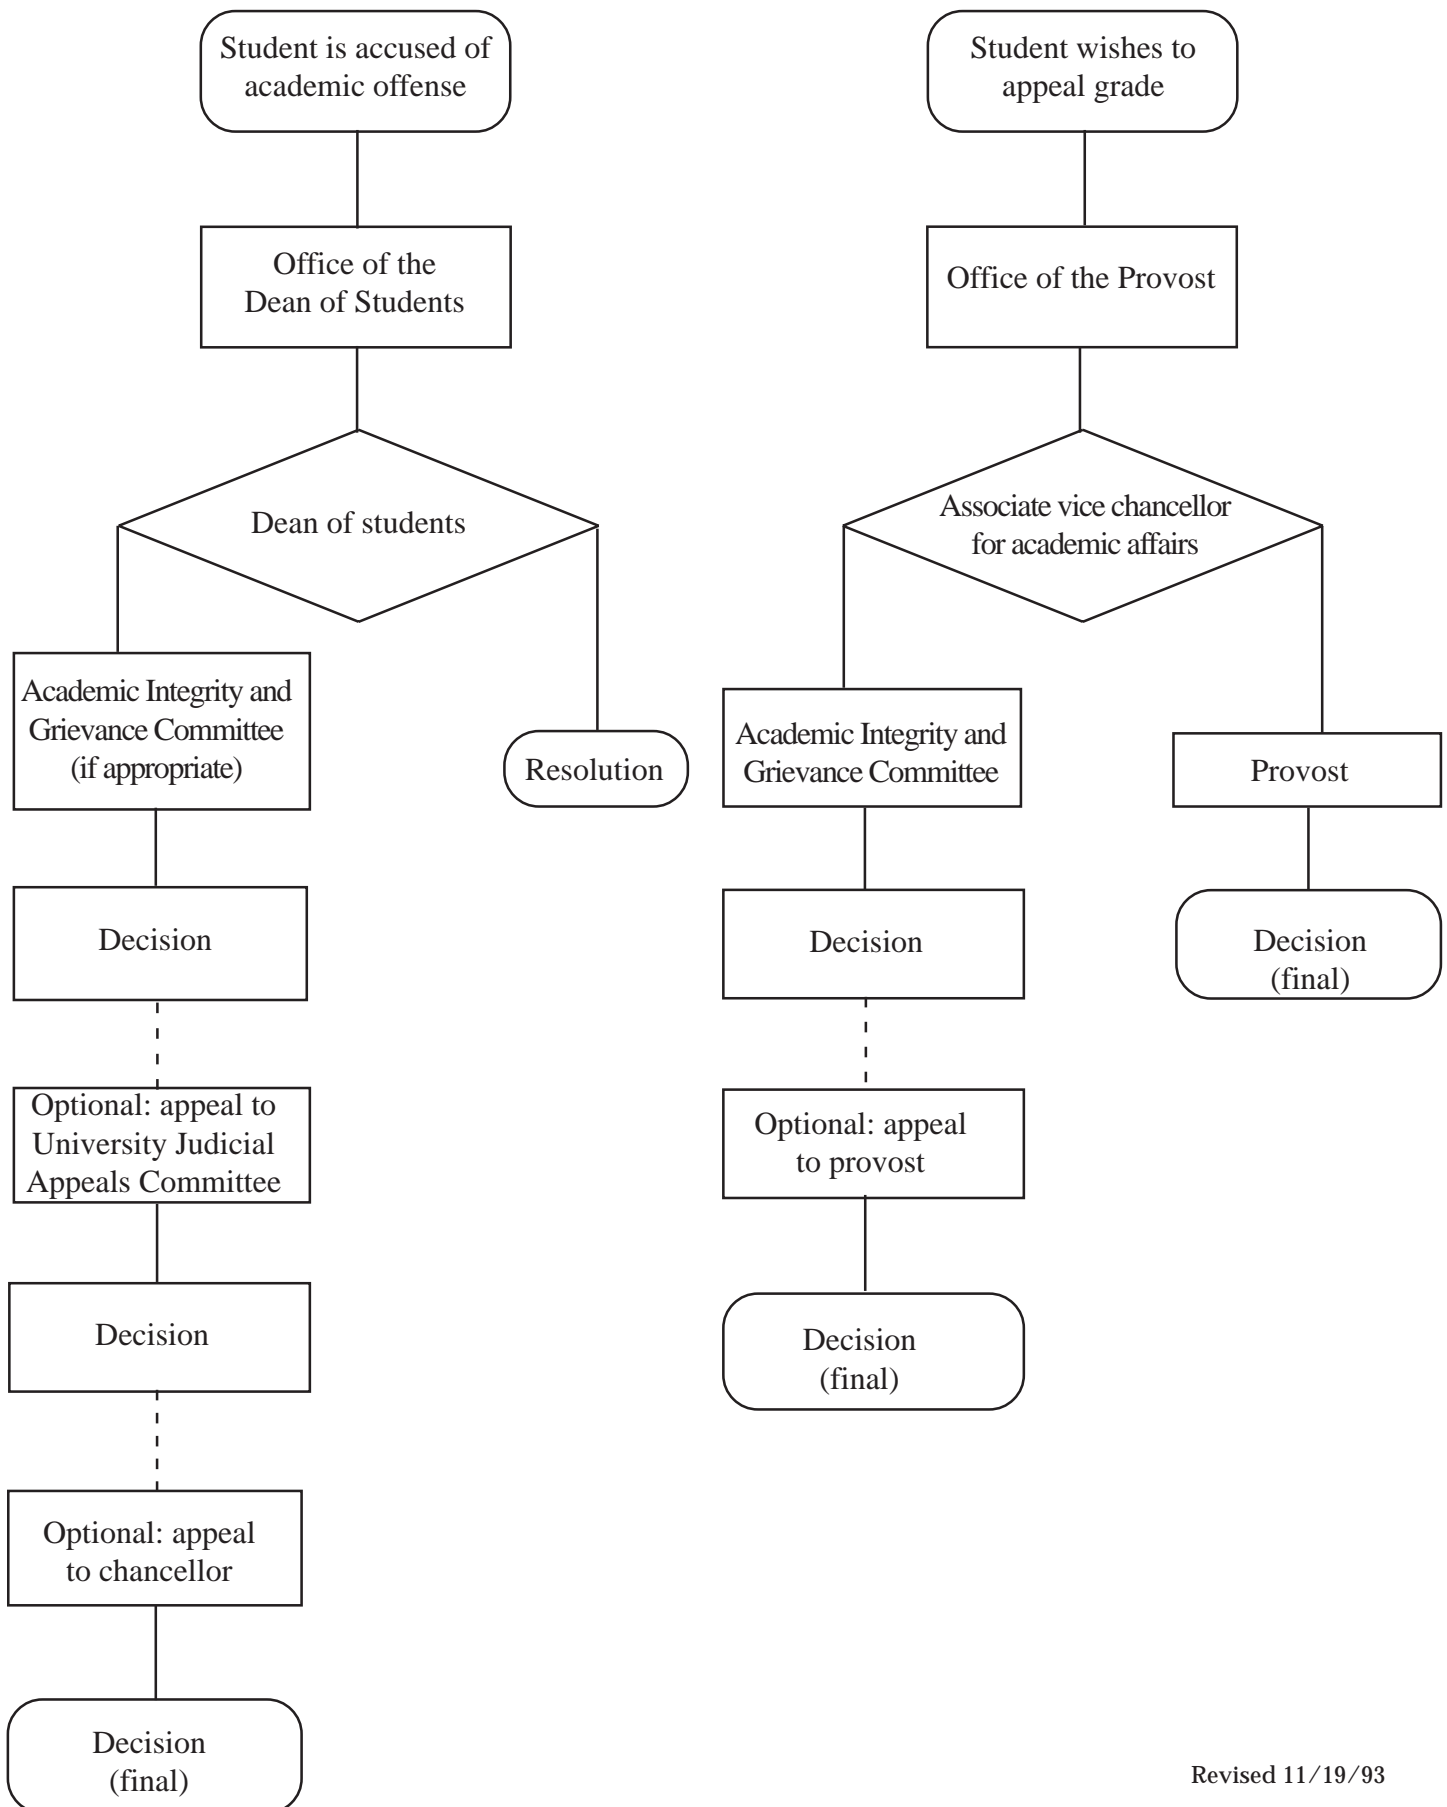 Student is accused of
academic offense
Office of the
Dean of Students
Dean of students
Academic Integrity and
Grievance Committee
(if appropriate)
Resolution
Decision
Optional: appeal to
University Judicial
Appeals Committee
Decision
Optional: appeal
to chancellor
Decision
(final)
Student wishes to
appeal grade
Office of the Provost
Associate vice chancellor
for academic affairs
Academic Integrity and
Grievance Committee
Provost
Decision
Decision
(final)
Optional: appeal
to provost
Decision
(final)
Revised 11/19/93